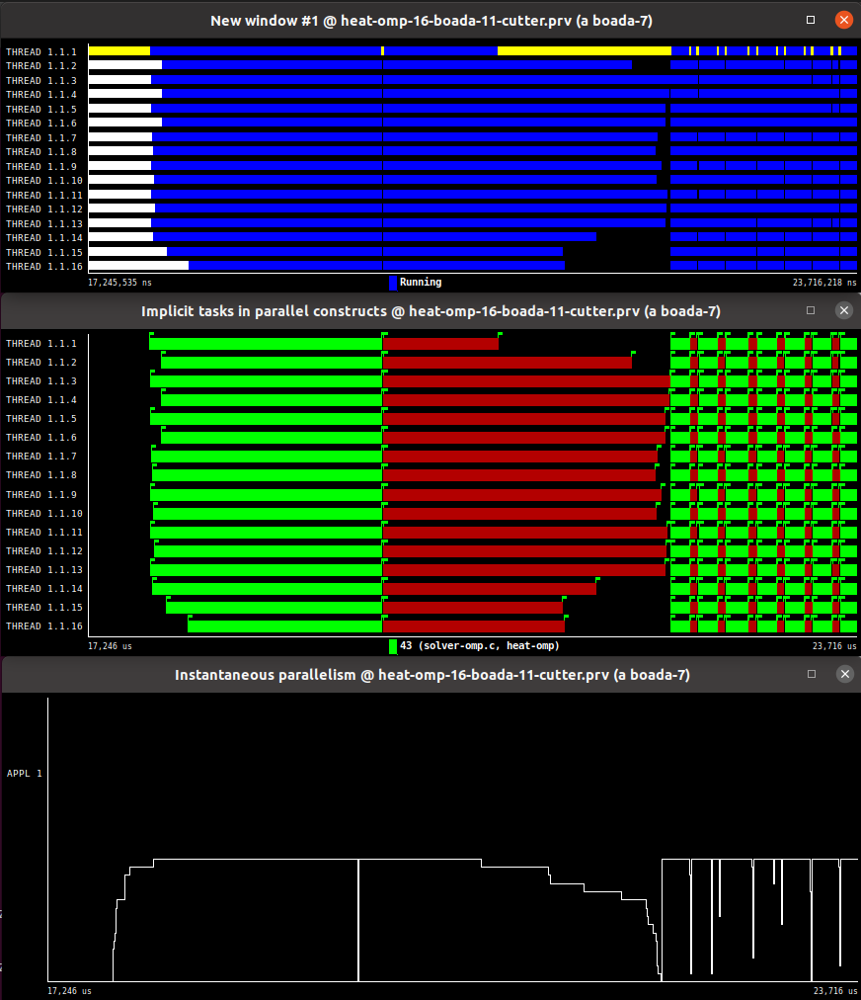 New window #1 @ heat-omp-16-boada-11-cutter.prv (a boada-7)
THREAD 1.1.1
THREAD 1.1.2
THREAD 1.1.3
THREAD 1.1.4
THREAD 1.1.5
THREAD 1.1.6
THREAD 1.1.7
THREAD 1.1.8
THREAD 1.1.9
THREAD 1.1.10
THREAD 1.1.11
THREAD 1.1.12
THREAD 1.1.13
THREAD 1.1.14
THREAD 1.1.15
THREAD 1.1.16
17,245,535 ns
Running
23,716,218 ns
Implicit tasks in parallel constructs @ heat-omp-16-boada-11-cutter.prv (a boada-7)
THREAD 1.1.1
THREAD 1.1.2
THREAD 1.1.3
THREAD 1.1.4
THREAD 1.1.5
THREAD 1.1.6
THREAD 1.1.7
THREAD 1.1.8
THREAD 1.1.9
THREAD 1.1.10
THREAD 1.1.11
THREAD 1.1.12
THREAD 1.1.13
THREAD 1.1.14
THREAD 1.1.15
THREAD 1.1.16
17,246 us
43 (solver-omp.c, heat-omp)
23,716 us
Instantaneous parallelism @ heat-omp-16-boada-11-cutter.prv (a boada-7)
APPL 1
17,246 us
23,716 us